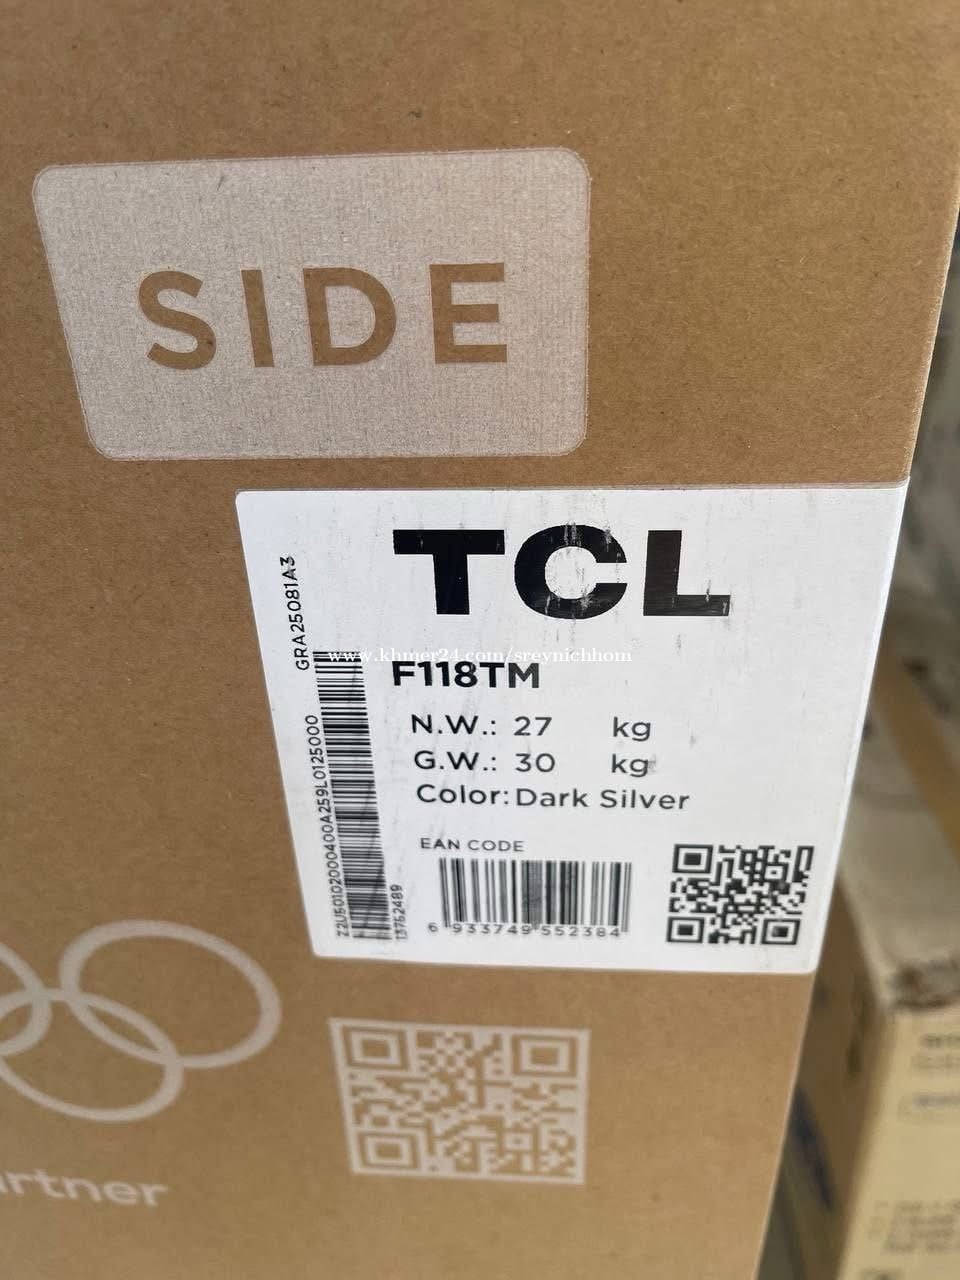 SIDE
TCL
GRA25081A3
www.khmer24.com/sreynichhom
F118TM
N.W.: 27 kg
G.W.: 30 kg
Color: Dark Silver
EAN CODE
6 933749 552384
Z2U50102000400A259L0125000
13752489
rtner